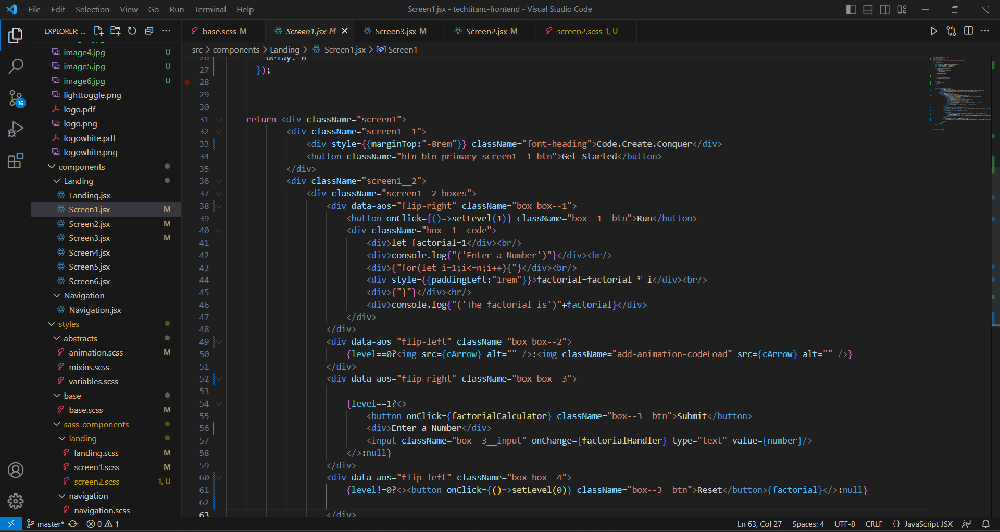 File Edit Selection View Go Run Terminal Help
Screen1.jsx - techtitans-frontend - Visual Studio Code
EXPLORER: ...
base.scss M
Screen1.jsx M
Screen3.jsx M
Screen2.jsx M
screen2.scss 1, U
src > components > Landing > Screen1.jsx > Screen1
image4.jpg U
image5.jpg U
image6.jpg U
lighttoggle.png
logo.pdf
logo.png
logowhite.pdf
logowhite.png
components
Landing
Landing.jsx
Screen1.jsx M
Screen2.jsx M
Screen3.jsx M
Screen4.jsx
Screen5.jsx
Screen6.jsx
Navigation
Navigation.jsx
styles
abstracts
animation.scss M
mixins.scss
variables.scss
base
base.scss M
sass-components
landing
landing.scss M
screen1.scss M
screen2.scss 1, U
navigation
navigation.scss
16
26 delay: 0
27 });
28
29
30
31 return <div className="screen1">
32 <div className="screen1__1">
33 <div style={{marginTop:"-8rem"}} className="font-heading">Code.Create.Conquer</div>
34 <button className="btn btn-primary screen1__1_btn">Get Started</button>
35 </div>
36 <div className="screen1__2">
37 <div className="screen1__2_boxes">
38 <div data-aos="flip-right" className="box box--1">
39 <button onClick={()=>setLevel(1)} className="box--1__btn">Run</button>
40 <div className="box--1__code">
41 <div>let factorial=1</div><br/>
42 <div>console.log{"('Enter a Number')"}</div><br/>
43 <div>{"for(let i=1;i<=n;i++){"}</div><br/>
44 <div style={{paddingLeft:"1rem"}}>factorial=factorial * i</div><br/>
45 <div>{"}"}</div><br/>
46 <div>console.log{"('The factorial is')"+factorial}</div>
47 </div>
48 </div>
49 <div data-aos="flip-left" className="box box--2">
50 {level==0?<img src={cArrow} alt="" />:<img className="add-animation-codeLoad" src={cArrow} alt="" />}
51 </div>
52 <div data-aos="flip-right" className="box box--3">
53
54 {level==1?<>
55 <button onClick={factorialCalculator} className="box--3__btn">Submit</button>
56 <div>Enter a Number</div>
57 <input className="box--3__input" onChange={factorialHandler} type="text" value={number}/>
58 </>:null}
59 </div>
60 <div data-aos="flip-left" className="box box--4">
61 {level!=0?<><button onClick={()=>setLevel(0)} className="box--3__btn">Reset</button>{factorial}</>:null}
62
63 </div>
master* 0 1
Ln 63, Col 27 Spaces: 4 UTF-8 CRLF {} JavaScript JSX